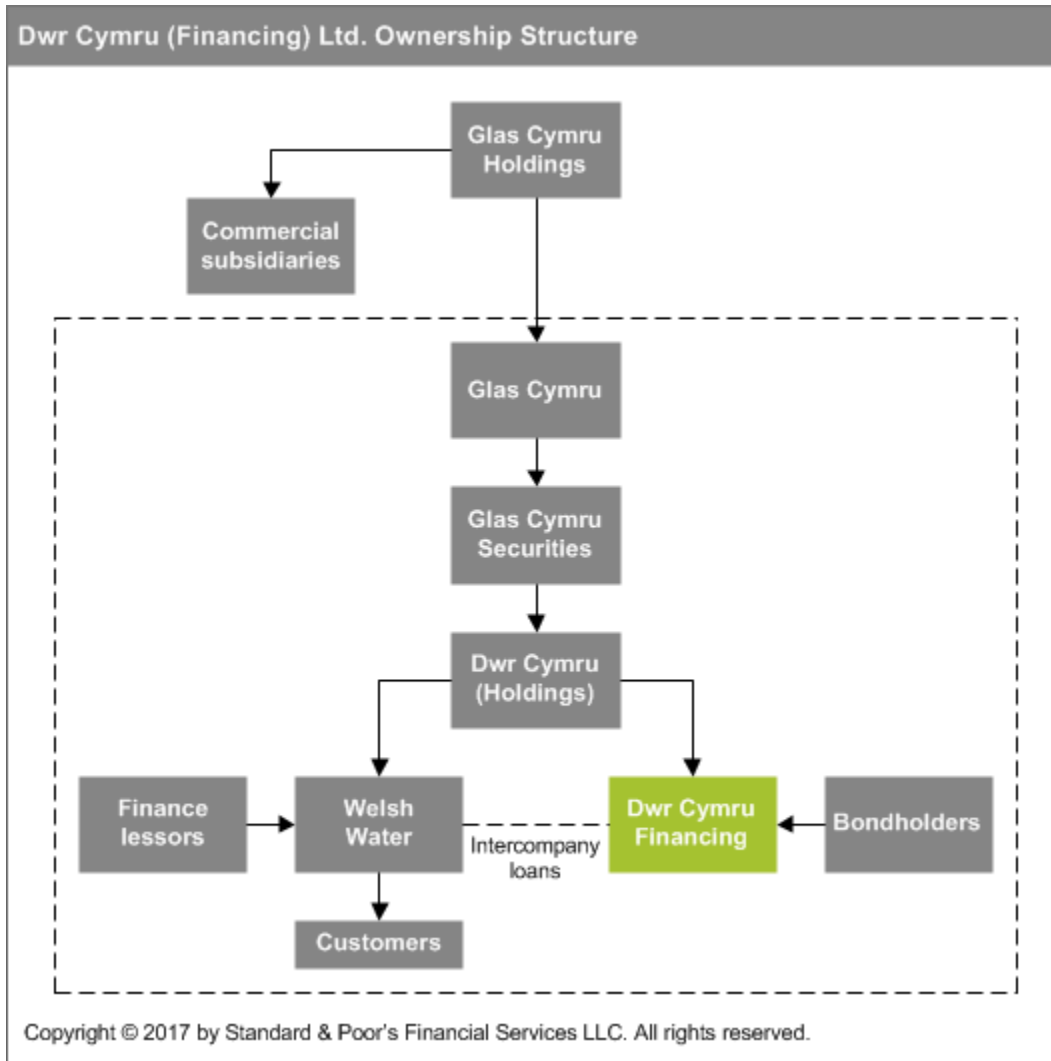 Dwr Cymru (Financing) Ltd. Ownership Structure
Glas Cymru
Holdings
Commercial
subsidiaries
Glas Cymru
Glas Cymru
Securities
Dwr Cymru
(Holdings)
Finance
lessors
Welsh
Water
Intercompany
loans
Dwr Cymru
Financing
Bondholders
Customers
Copyright © 2017 by Standard & Poor's Financial Services LLC. All rights reserved.